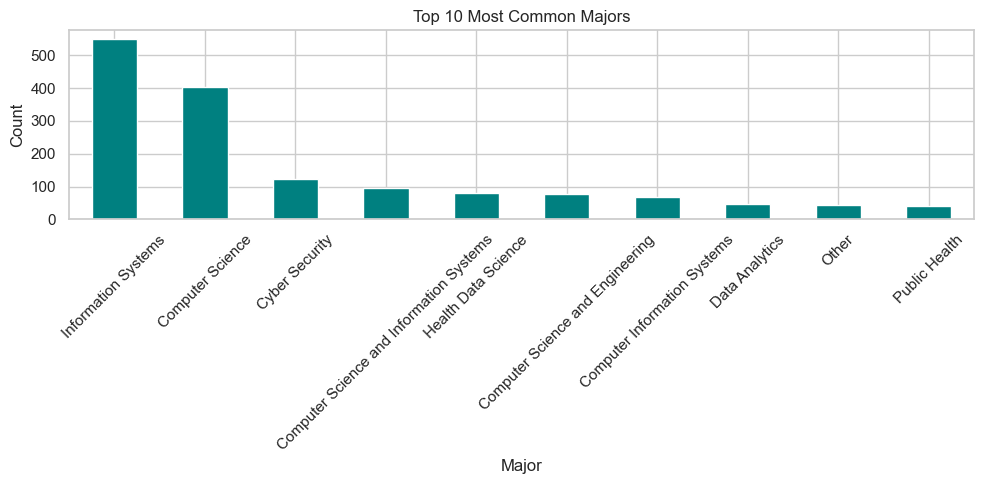 Top 10 Most Common Majors
Count
500
400
300
200
100
0
Information Systems
Computer Science
Cyber Security
Computer Science and Information Systems
Health Data Science
Computer Science and Engineering
Computer Information Systems
Data Analytics
Other
Public Health
Major